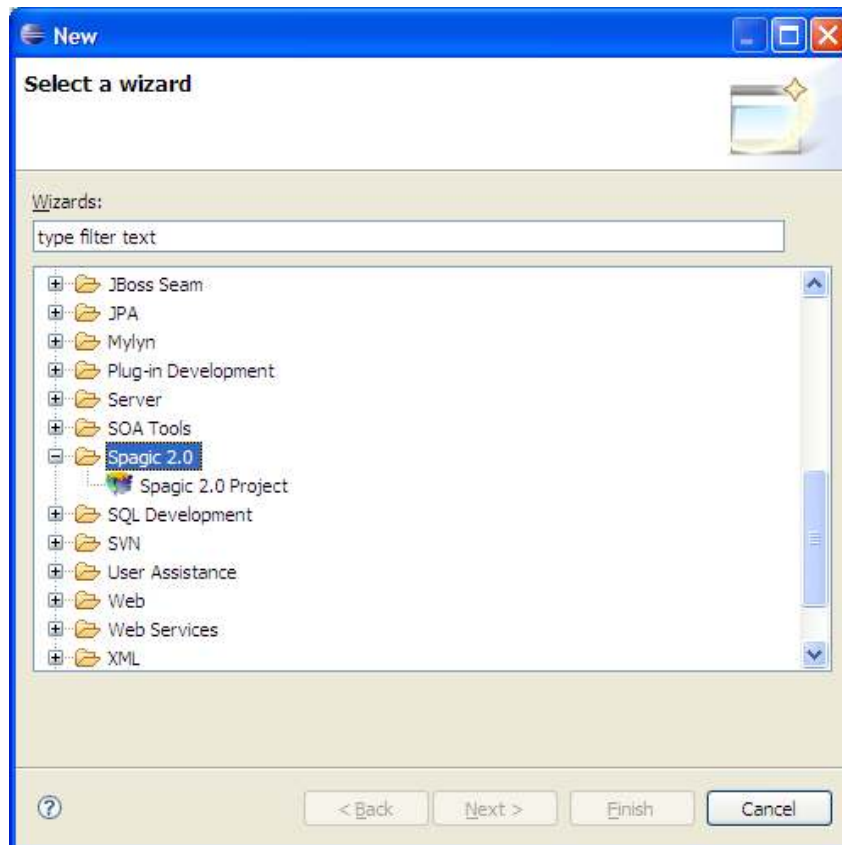 New
Select a wizard
Wizards:
type filter text
JBoss Seam
JPA
Mylyn
Plug-in Development
Server
SOA Tools
Spagic 2.0
Spagic 2.0 Project
SQL Development
SVN
User Assistance
Web
Web Services
XML
? < Back Next > Finish Cancel